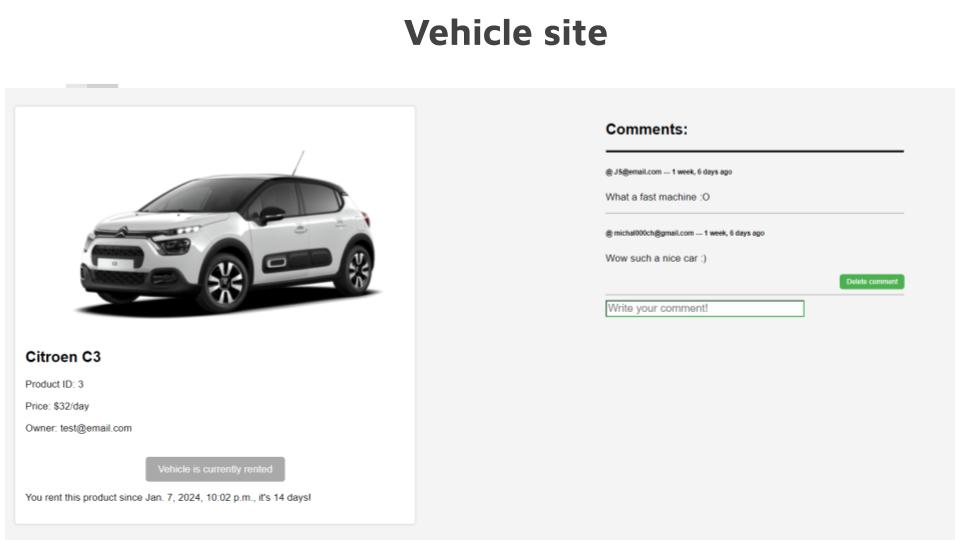 Vehicle site
Comments:
@ JS@email.com — 1 week, 6 days ago
What a fast machine :O
@ michal000ch@gmail.com — 1 week, 6 days ago
Wow such a nice car :)
Delete comment
Write your comment!
C3
Citroen C3
Product ID: 3
Price: $32/day
Owner: test@email.com
Vehicle is currently rented
You rent this product since Jan. 7, 2024, 10:02 p.m., it's 14 days!